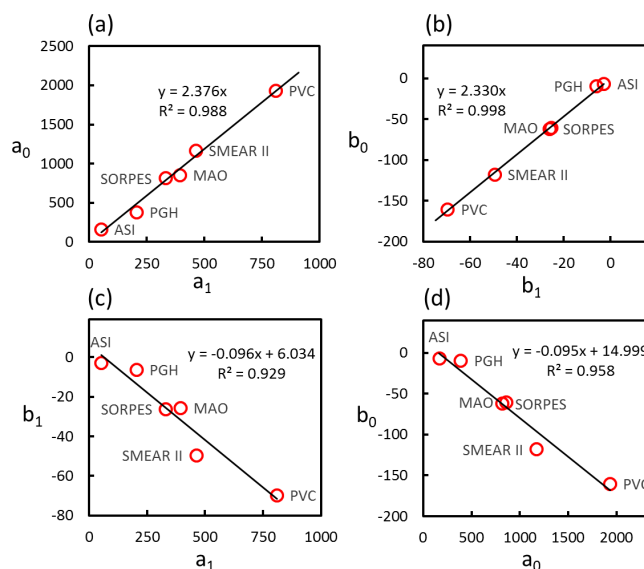 (a)
2500
2000
1500
1000
500
0
a0
y = 2.376x
R² = 0.988
PVC
SMEAR II
SORPES
MAO
PGH
ASI
0 250 500 750 1000
a1
(b)
0
-50
-100
-150
-200
b0
y = 2.330x
R² = 0.998
PGH
ASI
MAO
SORPES
SMEAR II
PVC
-80 -60 -40 -20 0
b1
(c)
0
-20
-40
-60
-80
b1
ASI
y = -0.096x + 6.034
R² = 0.929
PGH
SORPES
MAO
SMEAR II
PVC
0 250 500 750 1000
a1
(d)
0
-50
-100
-150
-200
b0
ASI
y = -0.095x + 14.999
R² = 0.958
PGH
MAO
SORPES
SMEAR II
PVC
0 500 1000 1500 2000
a0